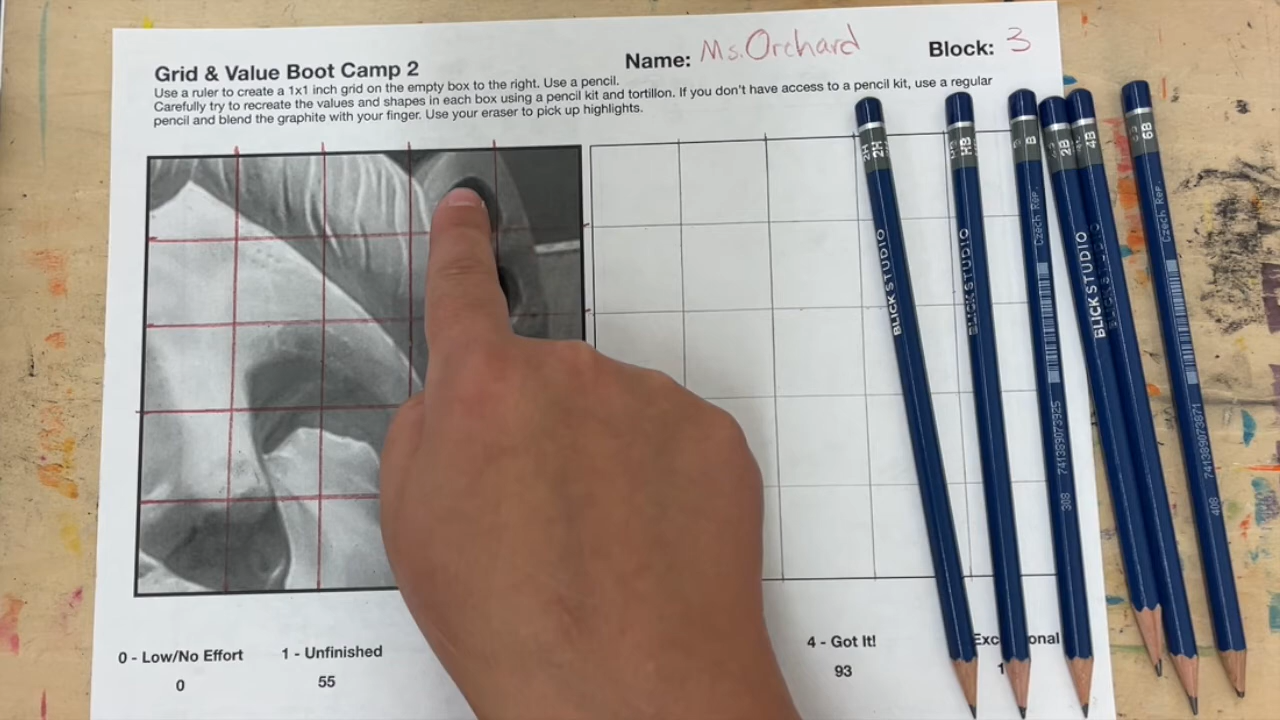 Grid & Value Boot Camp 2
Name: Ms. Orchard
Block: 3
Use a ruler to create a 1x1 inch grid on the empty box to the right. Use a pencil.
Carefully try to recreate the values and shapes in each box using a pencil kit and tortillon. If you don't have access to a pencil kit, use a regular
pencil and blend the graphite with your finger. Use your eraser to pick up highlights.
2H
2H
HB
B
2B
4B
6B
BLICK STUDIO
BLICK STUDIO
Czech Rep.
308 741389073925
BLICK STUDIO
Czech Rep.
408 741389073871
0 - Low/No Effort
1 - Unfinished
4 - Got It!
0
55
93